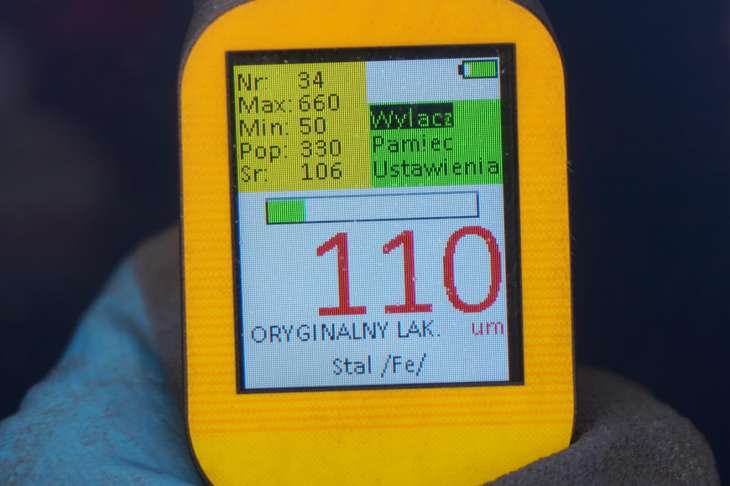 Nr: 34
Max: 660
Min: 50
Pop: 330
Sr: 106
Wylacz
Pamiec
Ustawienia
110
ORYGINALNY LAK. um
Stal /Fe/